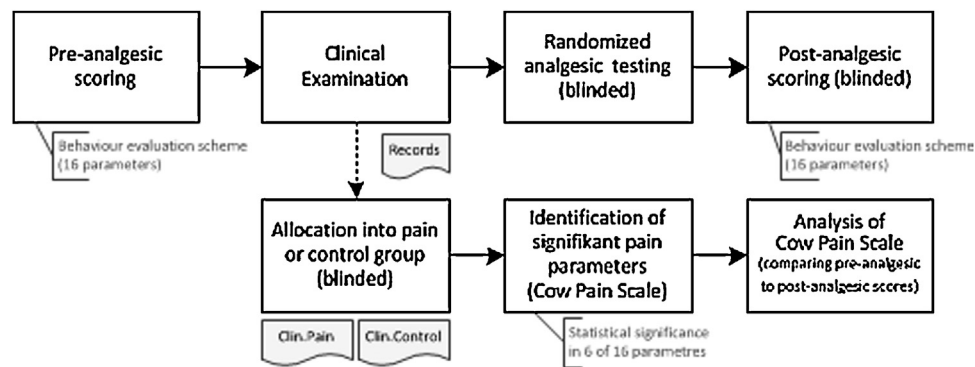 Pre-analgesic
scoring
Clinical
Examination
Randomized
analgesic testing
(blinded)
Post-analgesic
scoring (blinded)
Behaviour evaluation scheme
(16 parameters)
Records
Behaviour evaluation scheme
(16 parameters)
Allocation into pain
or control group
(blinded)
Identification of
signifikant pain
parameters
(Cow Pain Scale)
Analysis of
Cow Pain Scale
(comparing pre-analgesic
to post-analgesic scores)
Clin.Pain
Clin.Control
Statistical significance
in 6 of 16 parametres